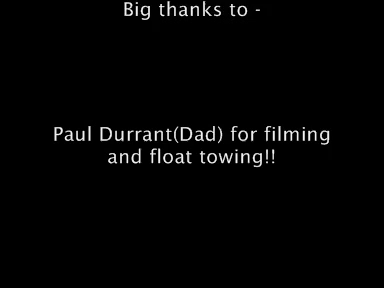 Big thanks to -
Paul Durrant(Dad) for filming
and float towing!!